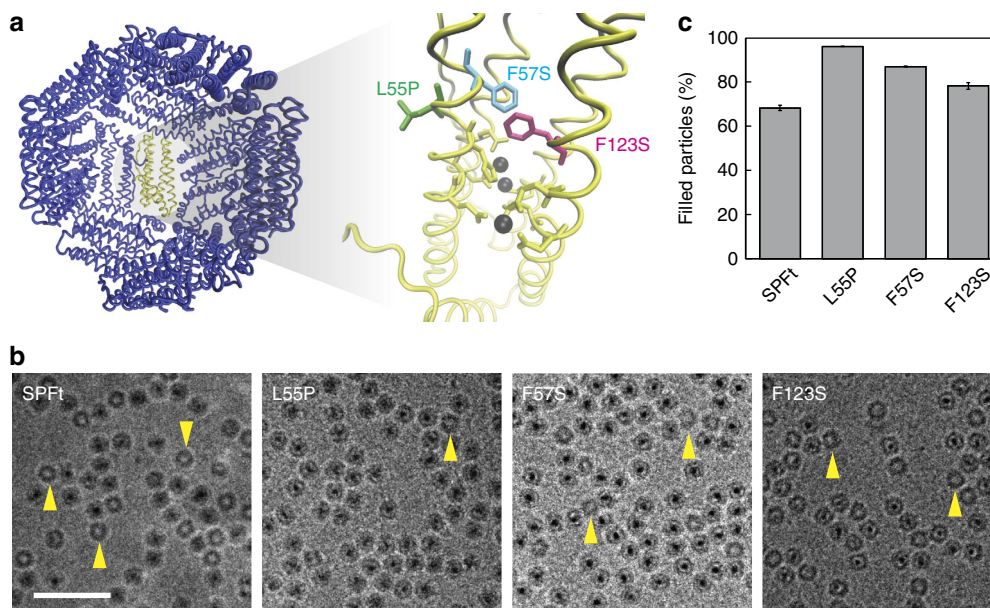 a
L55P
F57S
F123S
c
Filled particles (%)
100
80
60
40
20
0
SPFt
L55P
F57S
F123S
b
SPFt
L55P
F57S
F123S